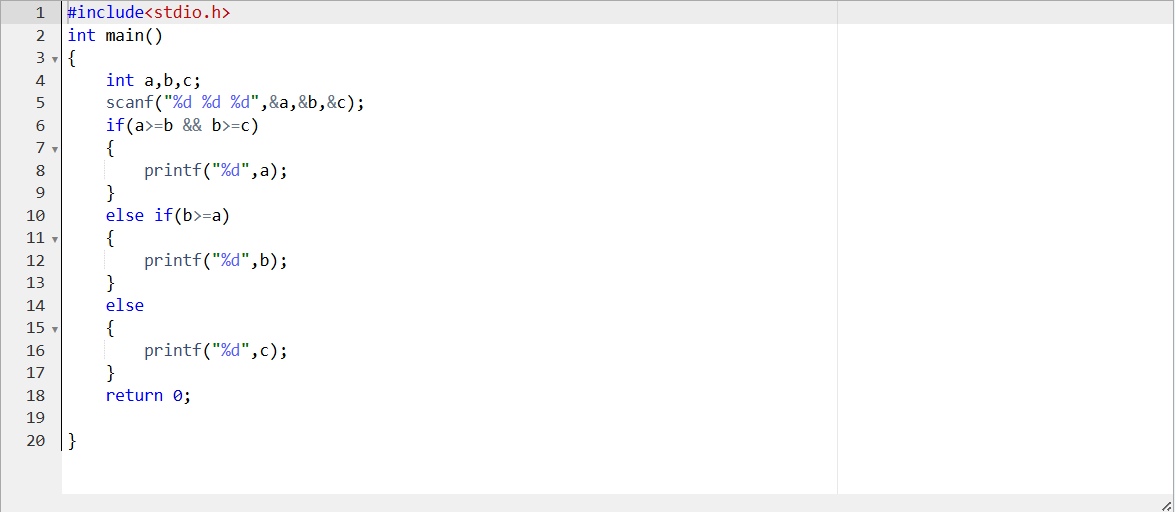 1 #include<stdio.h>
2 int main()
3 {
4     int a,b,c;
5     scanf("%d %d %d",&a,&b,&c);
6     if(a>=b && b>=c)
7     {
8         printf("%d",a);
9     }
10     else if(b>=a)
11     {
12         printf("%d",b);
13     }
14     else
15     {
16         printf("%d",c);
17     }
18     return 0;
19
20 }